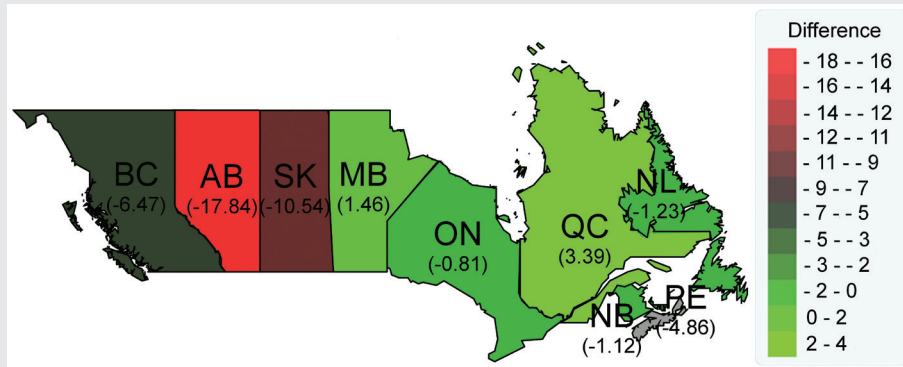 Difference
- 18 - - 16
- 16 - - 14
- 14 - - 12
- 12 - - 11
- 11 - - 9
- 9 - - 7
- 7 - - 5
- 5 - - 3
- 3 - - 2
- 2 - 0
0 - 2
2 - 4
BC
(-6.47)
AB
(-17.84)
SK
(-10.54)
MB
(1.46)
ON
(-0.81)
QC
(3.39)
NL
(-1.23)
NB
(-1.12)
PE
(-4.86)